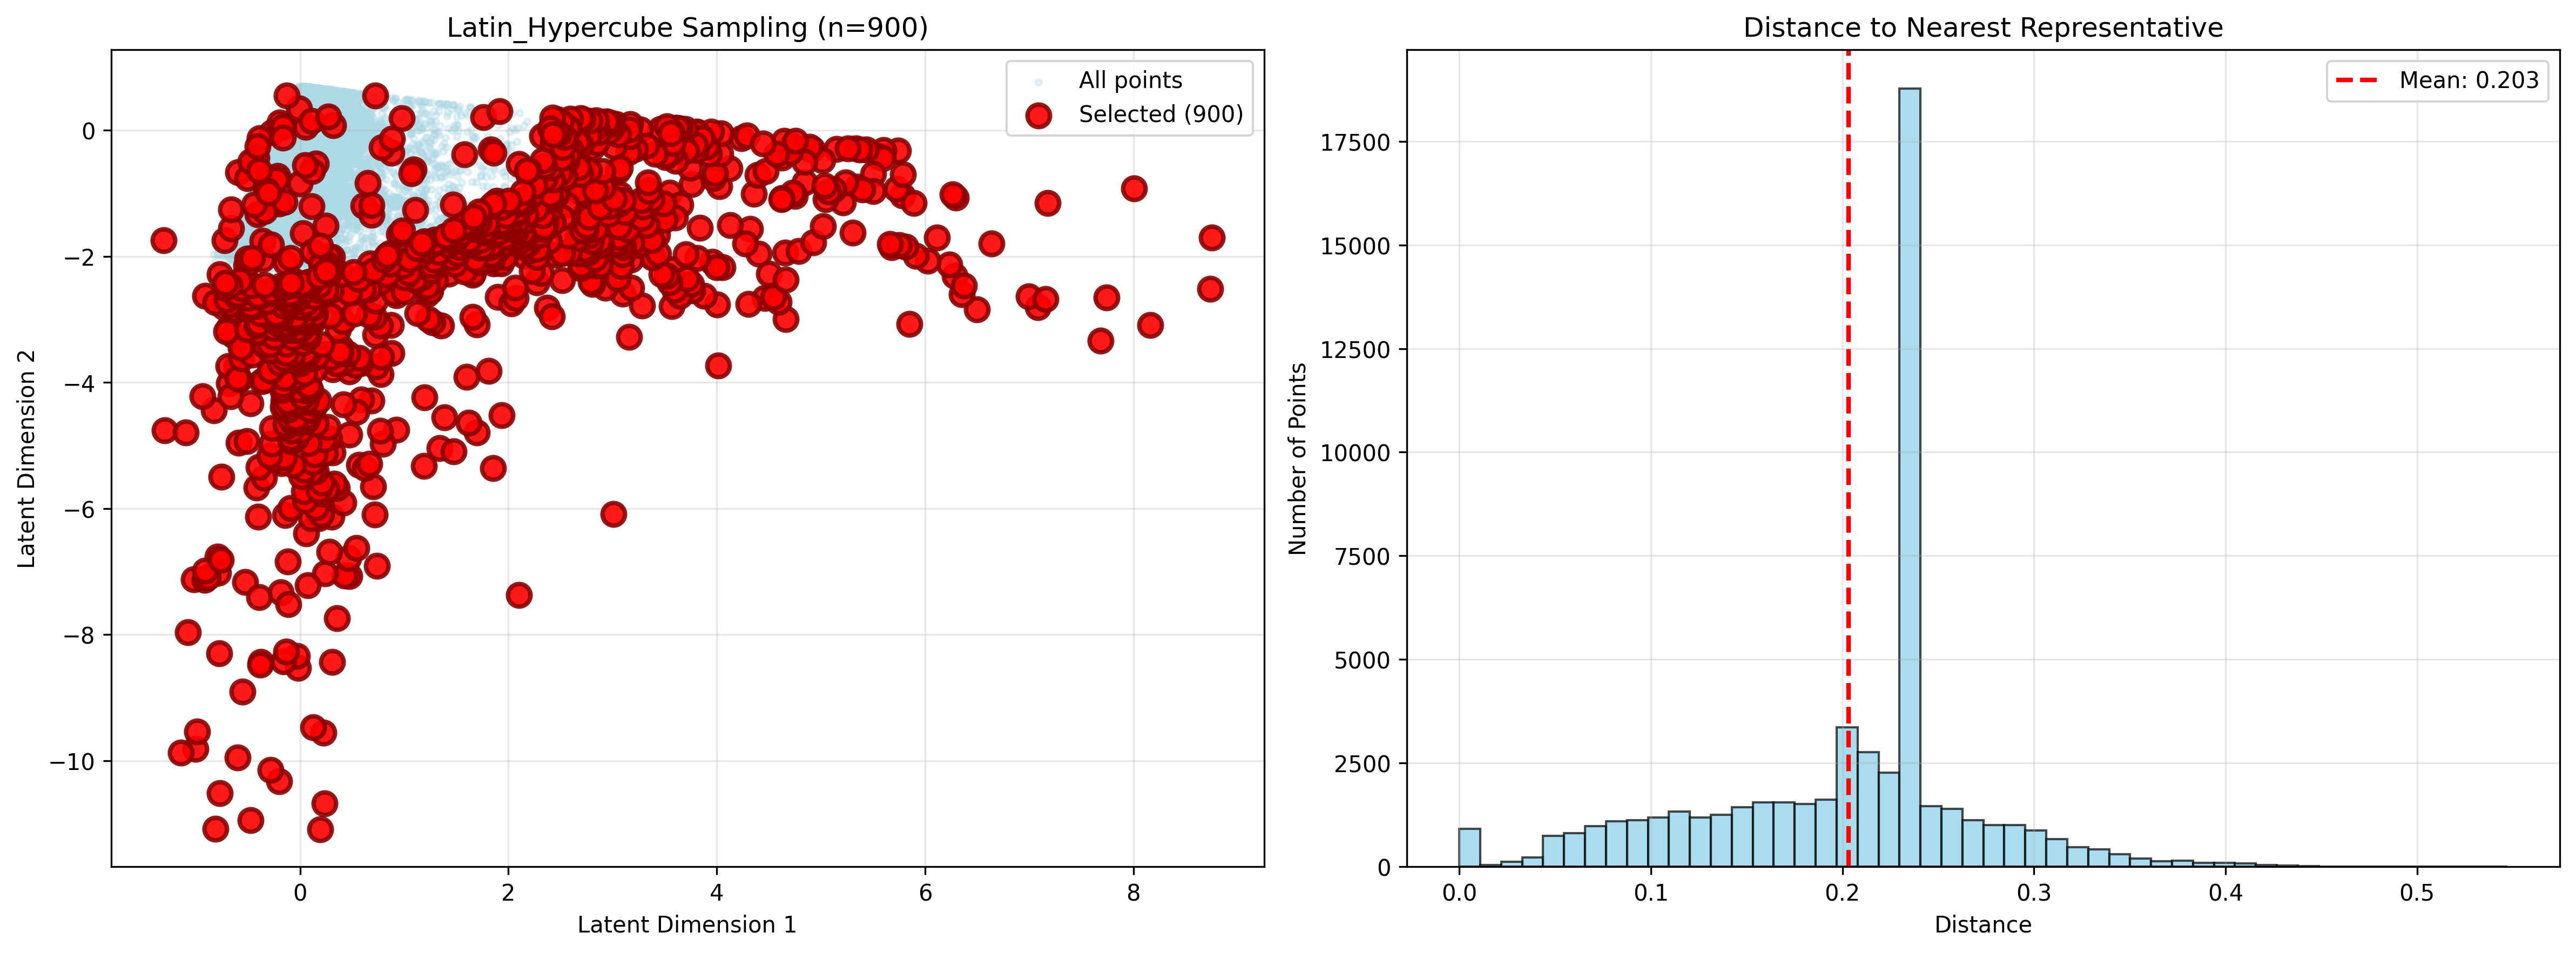 Latin_Hypercube Sampling (n=900)
All points
Selected (900)
0
−2
−4
−6
−8
−10
Latent Dimension 2
0
2
4
6
8
Latent Dimension 1
Distance to Nearest Representative
Mean: 0.203
17500
15000
12500
10000
7500
5000
2500
0
Number of Points
0.0
0.1
0.2
0.3
0.4
0.5
Distance